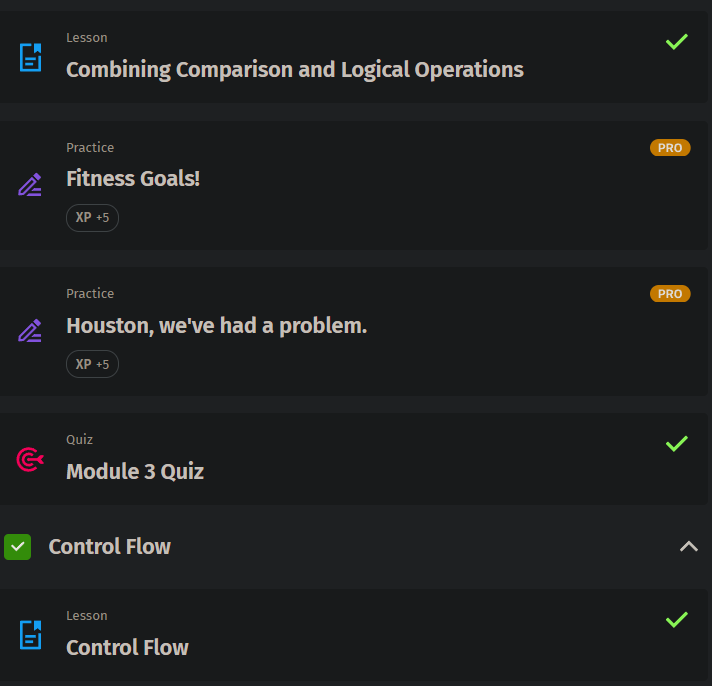 Lesson
Combining Comparison and Logical Operations
Practice
PRO
Fitness Goals!
XP +5
Practice
PRO
Houston, we've had a problem.
XP +5
Quiz
Module 3 Quiz
Control Flow
Lesson
Control Flow